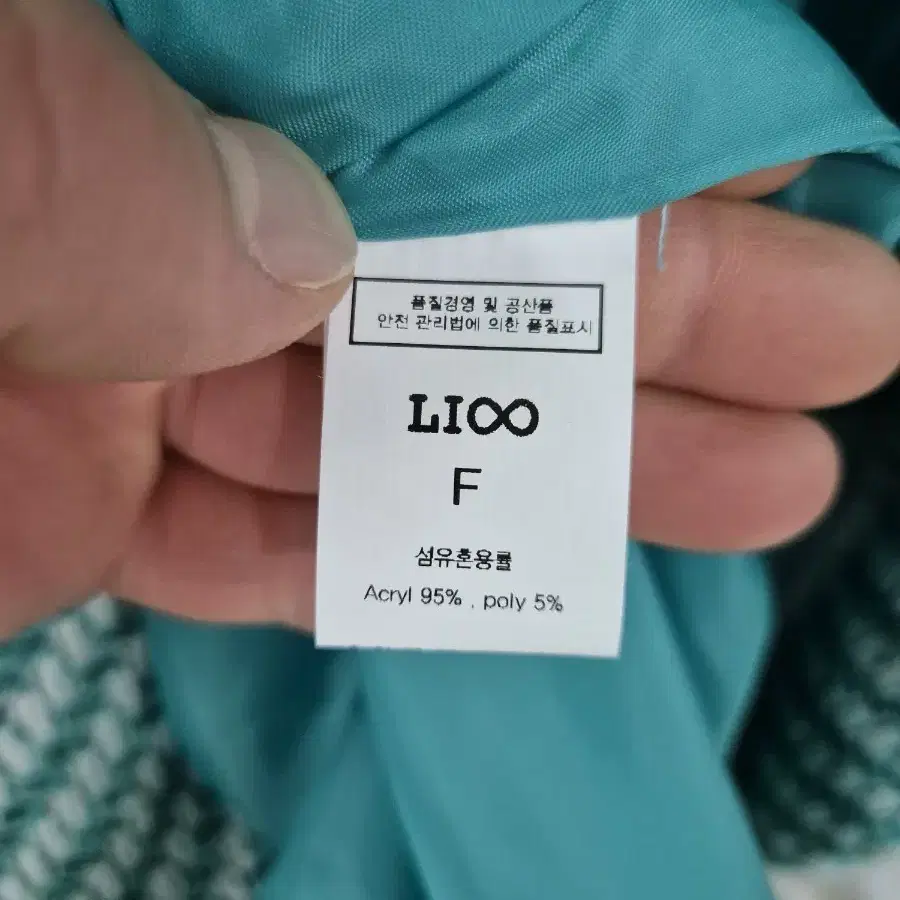 품질경영 및 공산품
안전 관리법에 의한 품질표시
LI∞
F
섬유혼용률
Acryl 95% , poly 5%